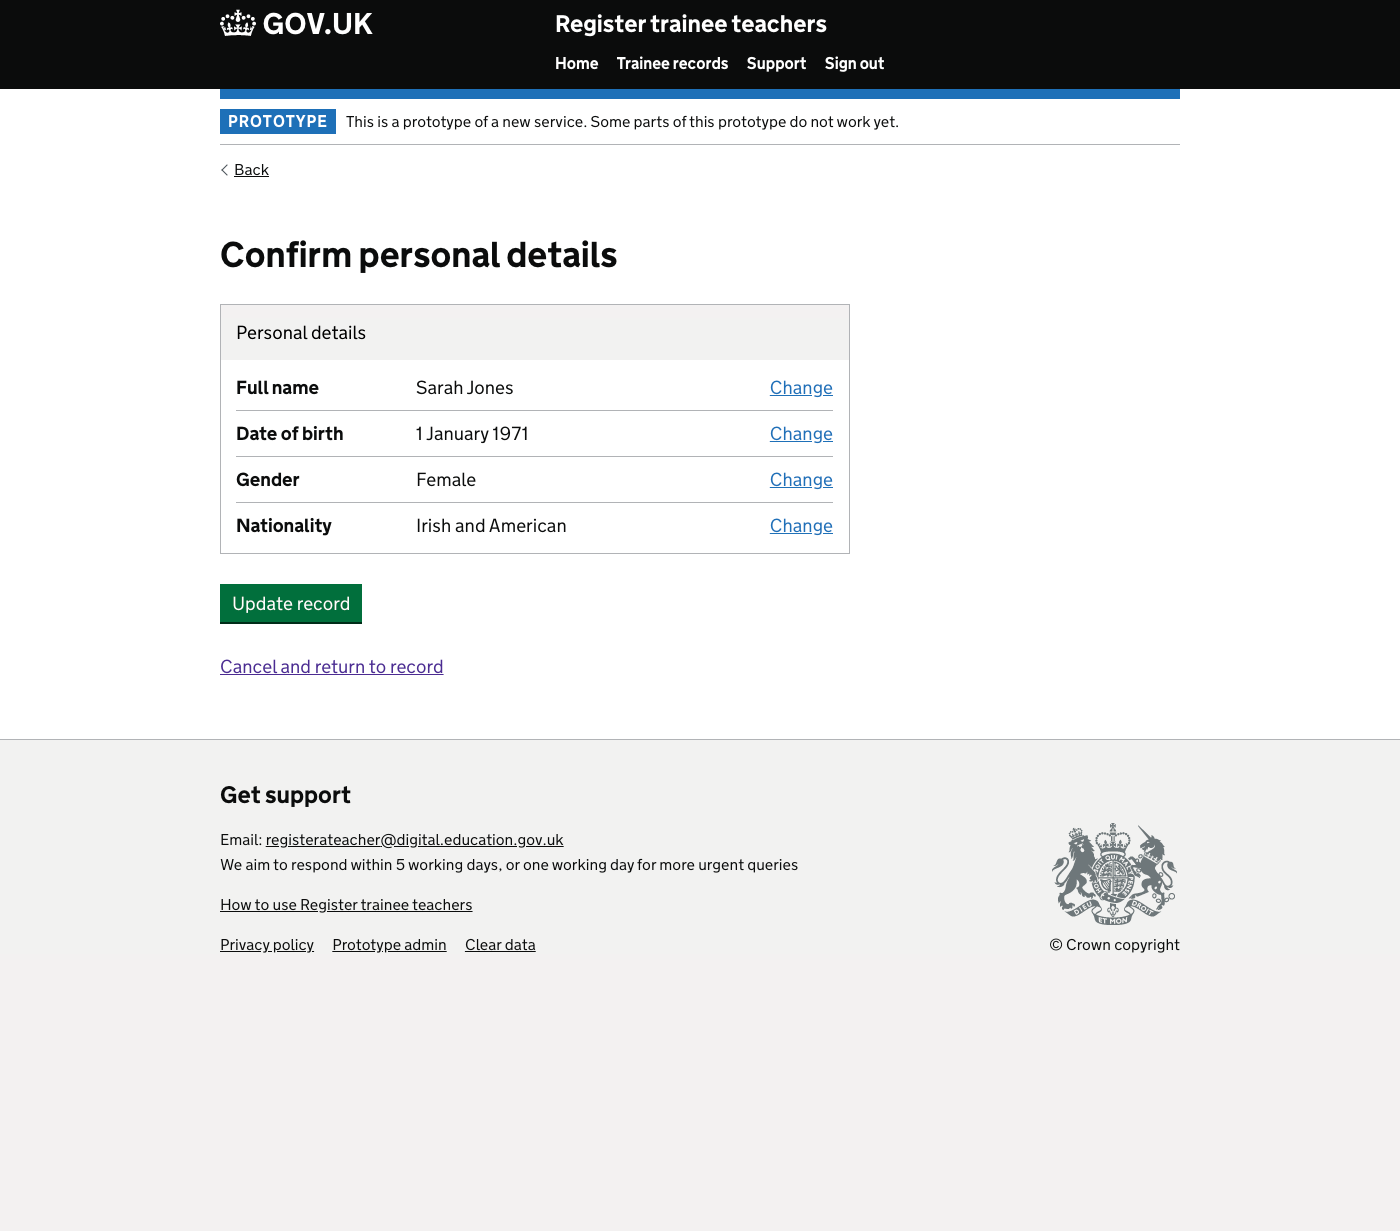 GOV.UK
Register trainee teachers
Home Trainee records Support Sign out
PROTOTYPE This is a prototype of a new service. Some parts of this prototype do not work yet.
Back
Confirm personal details
Personal details
Full name Sarah Jones Change
Date of birth 1 January 1971 Change
Gender Female Change
Nationality Irish and American Change
Update record
Cancel and return to record
Get support
Email: registerateacher@digital.education.gov.uk
We aim to respond within 5 working days, or one working day for more urgent queries
How to use Register trainee teachers
Privacy policy Prototype admin Clear data
DIEU ET MON DROIT
© Crown copyright